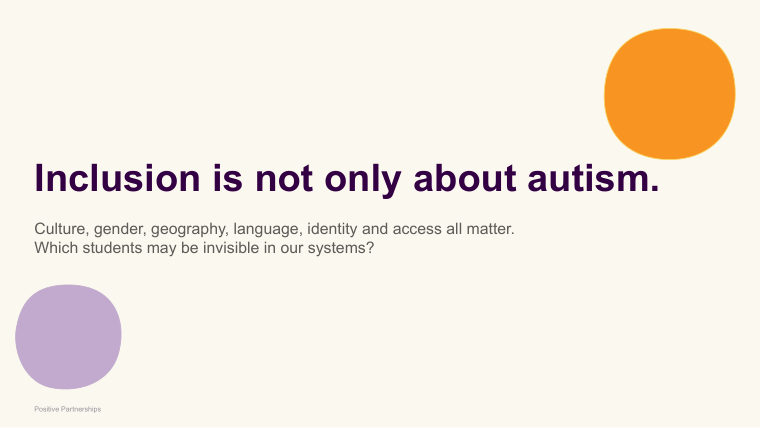 Inclusion is not only about autism.
Culture, gender, geography, language, identity and access all matter.
Which students may be invisible in our systems?
Positive Partnerships